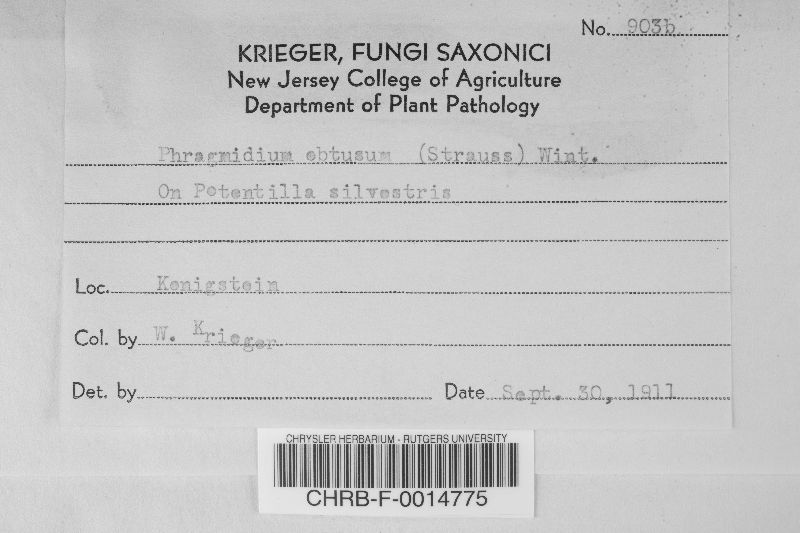 No. 903b
KRIEGER, FUNGI SAXONICI
New Jersey College of Agriculture
Department of Plant Pathology
Phragmidium obtusum (Strauss) Wint.
On Potentilla silvestris
Loc. Konigstein
Col. by W. Krieger
Det. by Date Sept. 30, 1911
CHRYSLER HERBARIUM - RUTGERS UNIVERSITY
CHRB-F-0014775